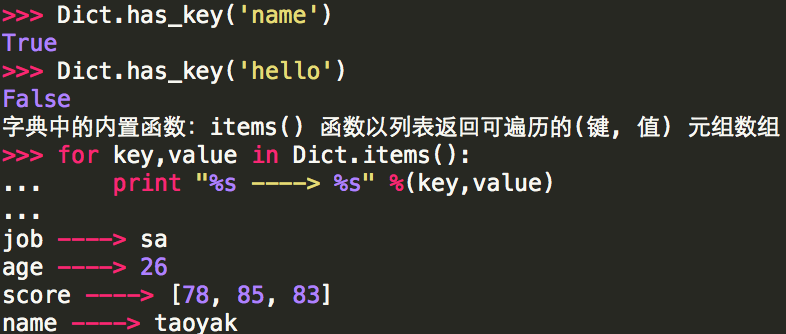 >>> Dict.has_key('name')
True
>>> Dict.has_key('hello')
False
字典中的内置函数：items() 函数以列表返回可遍历的(键, 值) 元组数组
>>> for key,value in Dict.items():
...     print "%s ----> %s" %(key,value)
...
job ----> sa
age ----> 26
score ----> [78, 85, 83]
name ----> taoyak